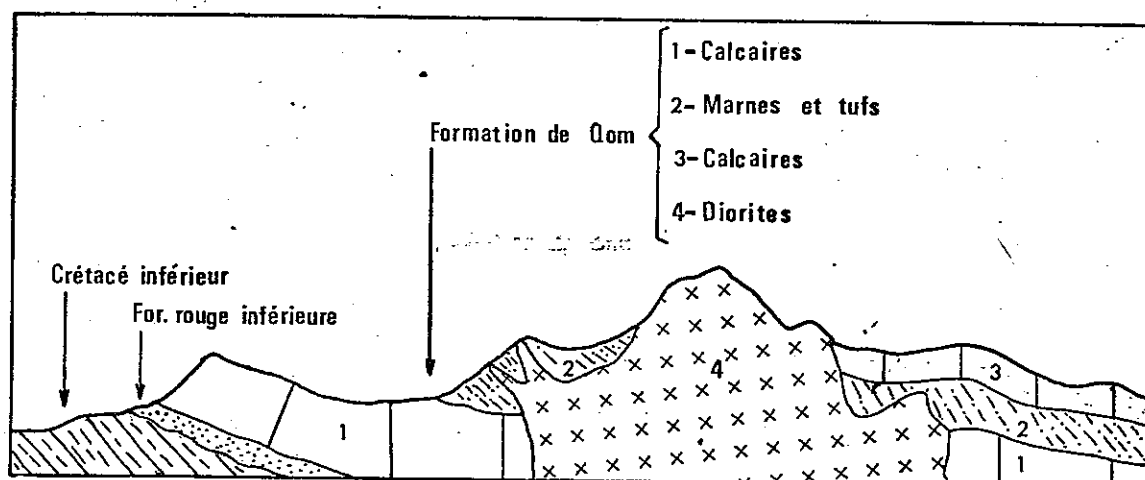 1-Calcaires
2-Marnes et tufs
Formation de Qom
3-Calcaires
4-Diorites
Crétacé inférieur
For. rouge inférieure
2
4
3
1
2
1